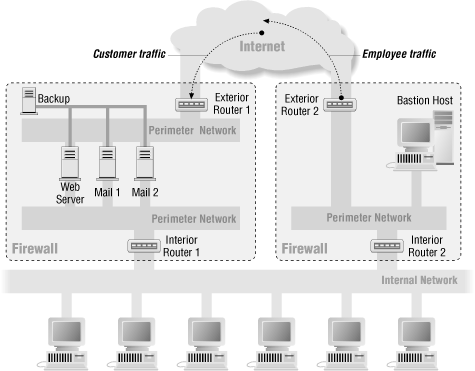 Internet
Customer traffic
Employee traffic
Backup
Exterior
Router 1
Exterior
Router 2
Bastion Host
Perimeter Network
Web
Server
Mail 1
Mail 2
Perimeter Network
Perimeter Network
Firewall
Interior
Router 1
Firewall
Interior
Router 2
Internal Network